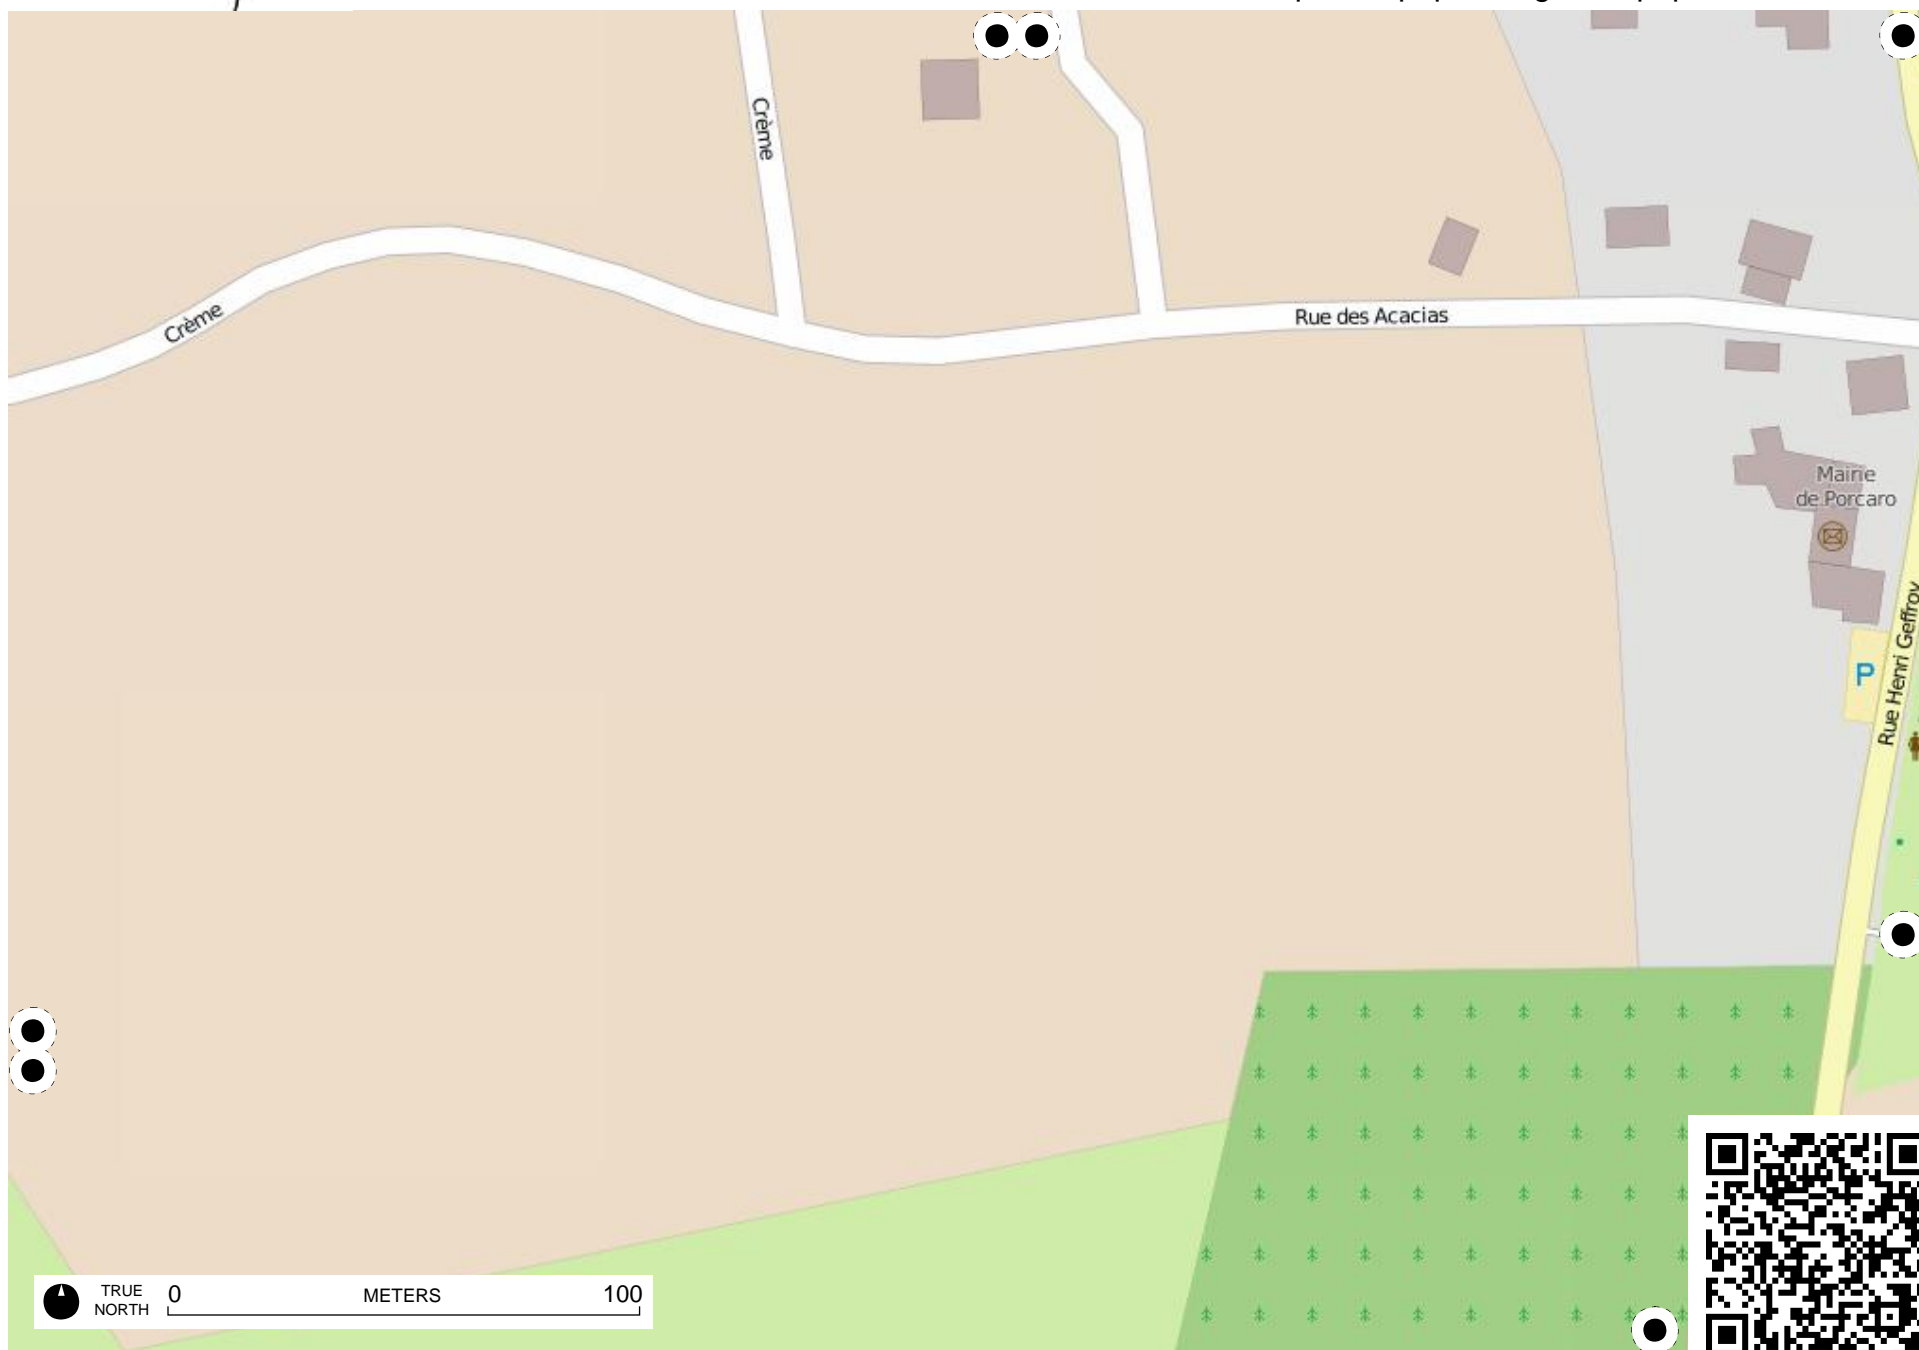 Crème
Crème
Rue des Acacias
Mairie
de Porcaro
P
Rue Henri Geffroy
TRUE
NORTH
0
METERS
100